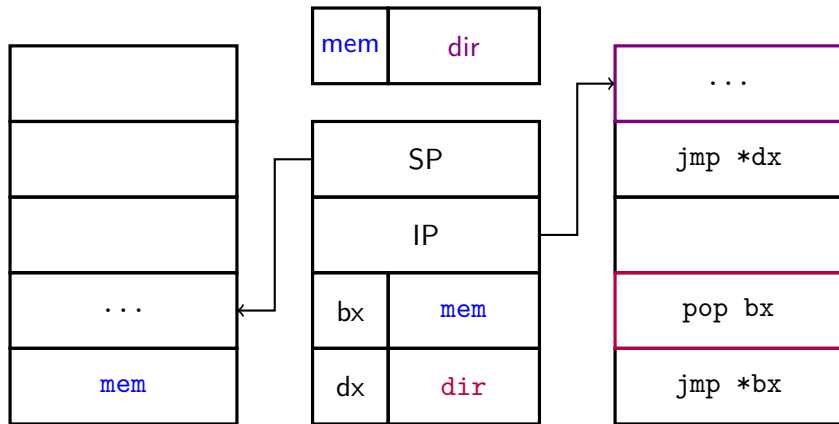 mem dir
...
SP
jmp *dx
IP
... bx mem pop bx
mem dx dir jmp *bx